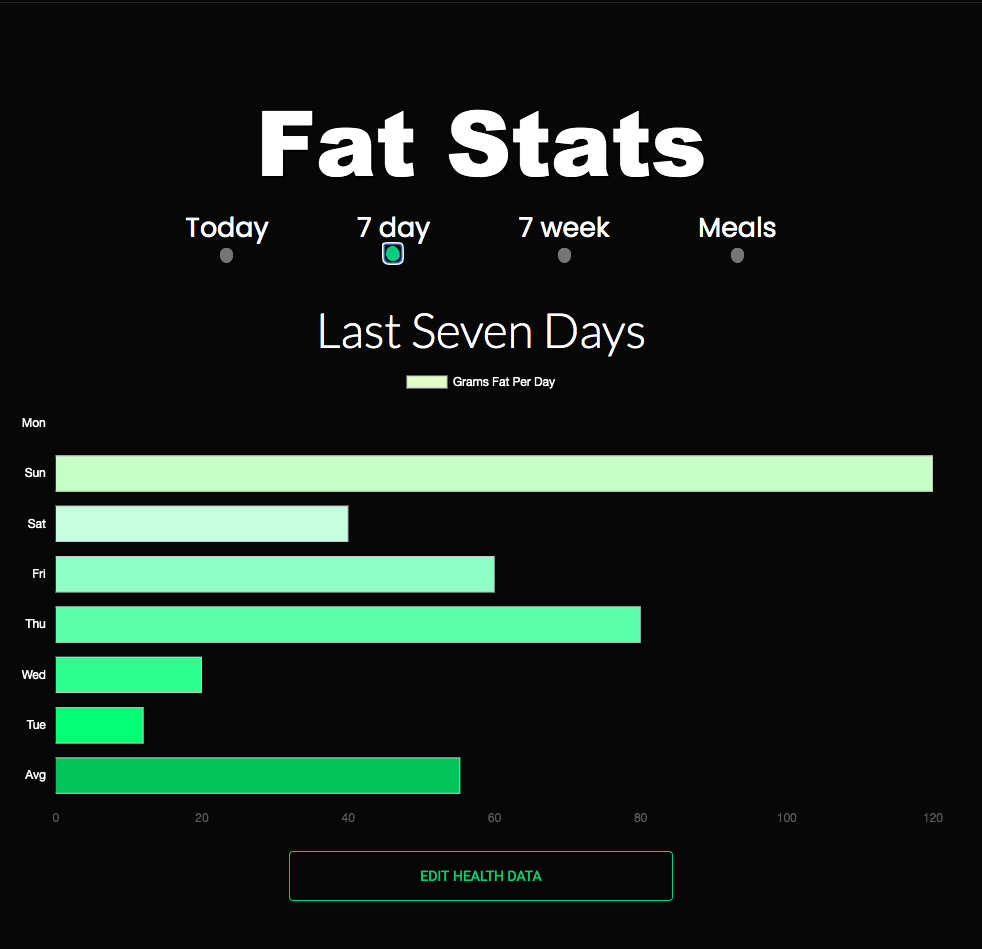 Fat Stats
Today 7 day 7 week Meals
Last Seven Days
Grams Fat Per Day
Mon
Sun
Sat
Fri
Thu
Wed
Tue
Avg
0 20 40 60 80 100 120
EDIT HEALTH DATA